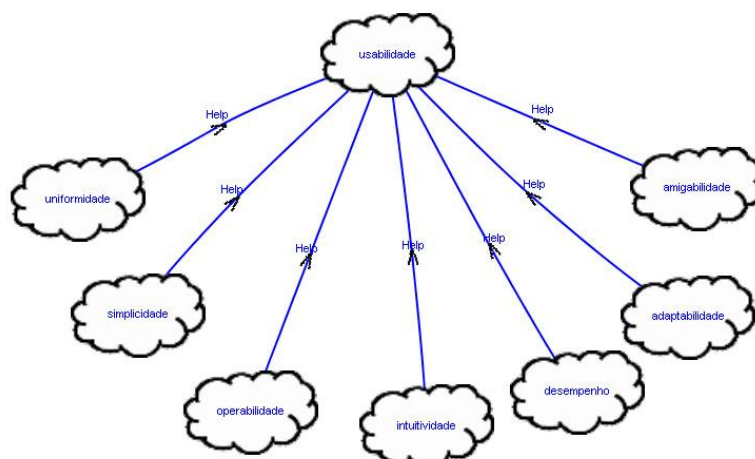 usabilidade
Help
Help
uniformidade
amigabilidade
Help
Help
Help
Help
Help
simplicidade
adaptabilidade
desempenho
operabilidade
intuitividade